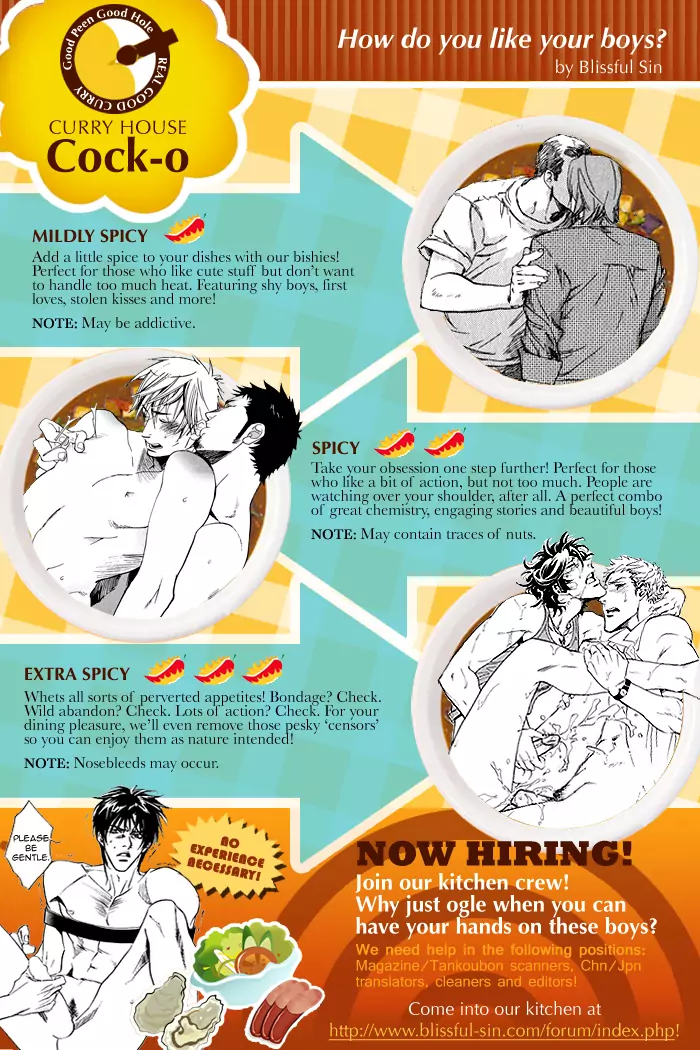 Good Peen Good Hole
REAL GOOD CURRY
CURRY HOUSE
Cock-o
How do you like your boys?
by Blissful Sin
MILDLY SPICY
Add a little spice to your dishes with our bishies!
Perfect for those who like cute stuff but don't want
to handle too much heat. Featuring shy boys, first
loves, stolen kisses and more!
NOTE: May be addictive.
SPICY
Take your obsession one step further! Perfect for those
who like a bit of action, but not too much. People are
watching over your shoulder, after all. A perfect combo
of great chemistry, engaging stories and beautiful boys!
NOTE: May contain traces of nuts.
EXTRA SPICY
Whets all sorts of perverted appetites! Bondage? Check.
Wild abandon? Check. Lots of action? Check. For your
dining pleasure, we'll even remove those pesky 'censors'
so you can enjoy them as nature intended!
NOTE: Nosebleeds may occur.
PLEASE
BE
GENTLE.
NO
EXPERIENCE
NECESSARY!
NOW HIRING!
Join our kitchen crew!
Why just ogle when you can
have your hands on these boys?
We need help in the following positions:
Magazine/Tankoubon scanners, Chn/Jpn
translators, cleaners and editors!
Come into our kitchen at
http://www.blissful-sin.com/forum/index.php!